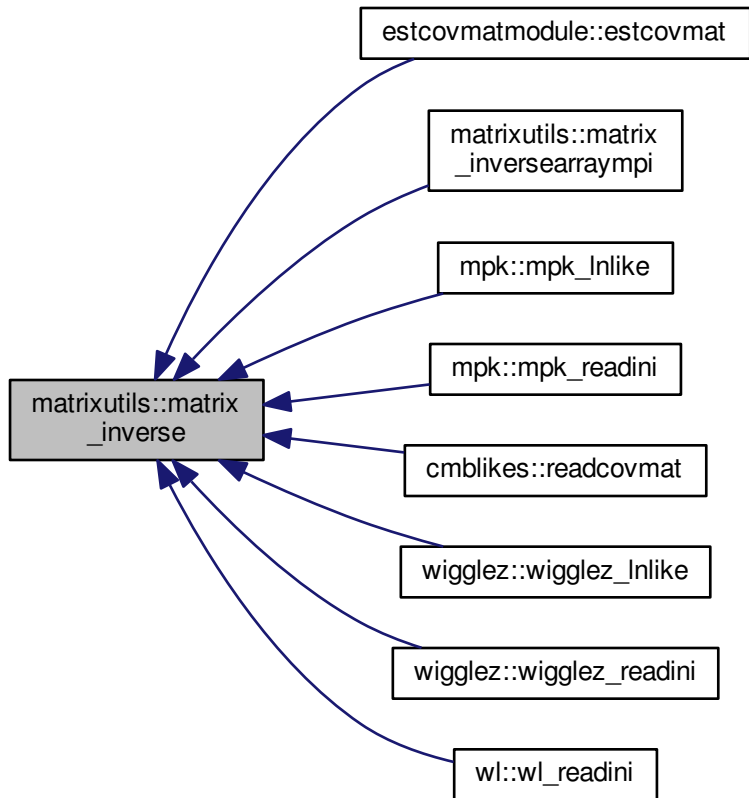 estcovmatmodule::estcovmat
matrixutils::matrix
_inversearraympi
mpk::mpk_lnlike
mpk::mpk_readini
matrixutils::matrix
_inverse
cmblikes::readcovmat
wigglez::wigglez_lnlike
wigglez::wigglez_readini
wl::wl_readini